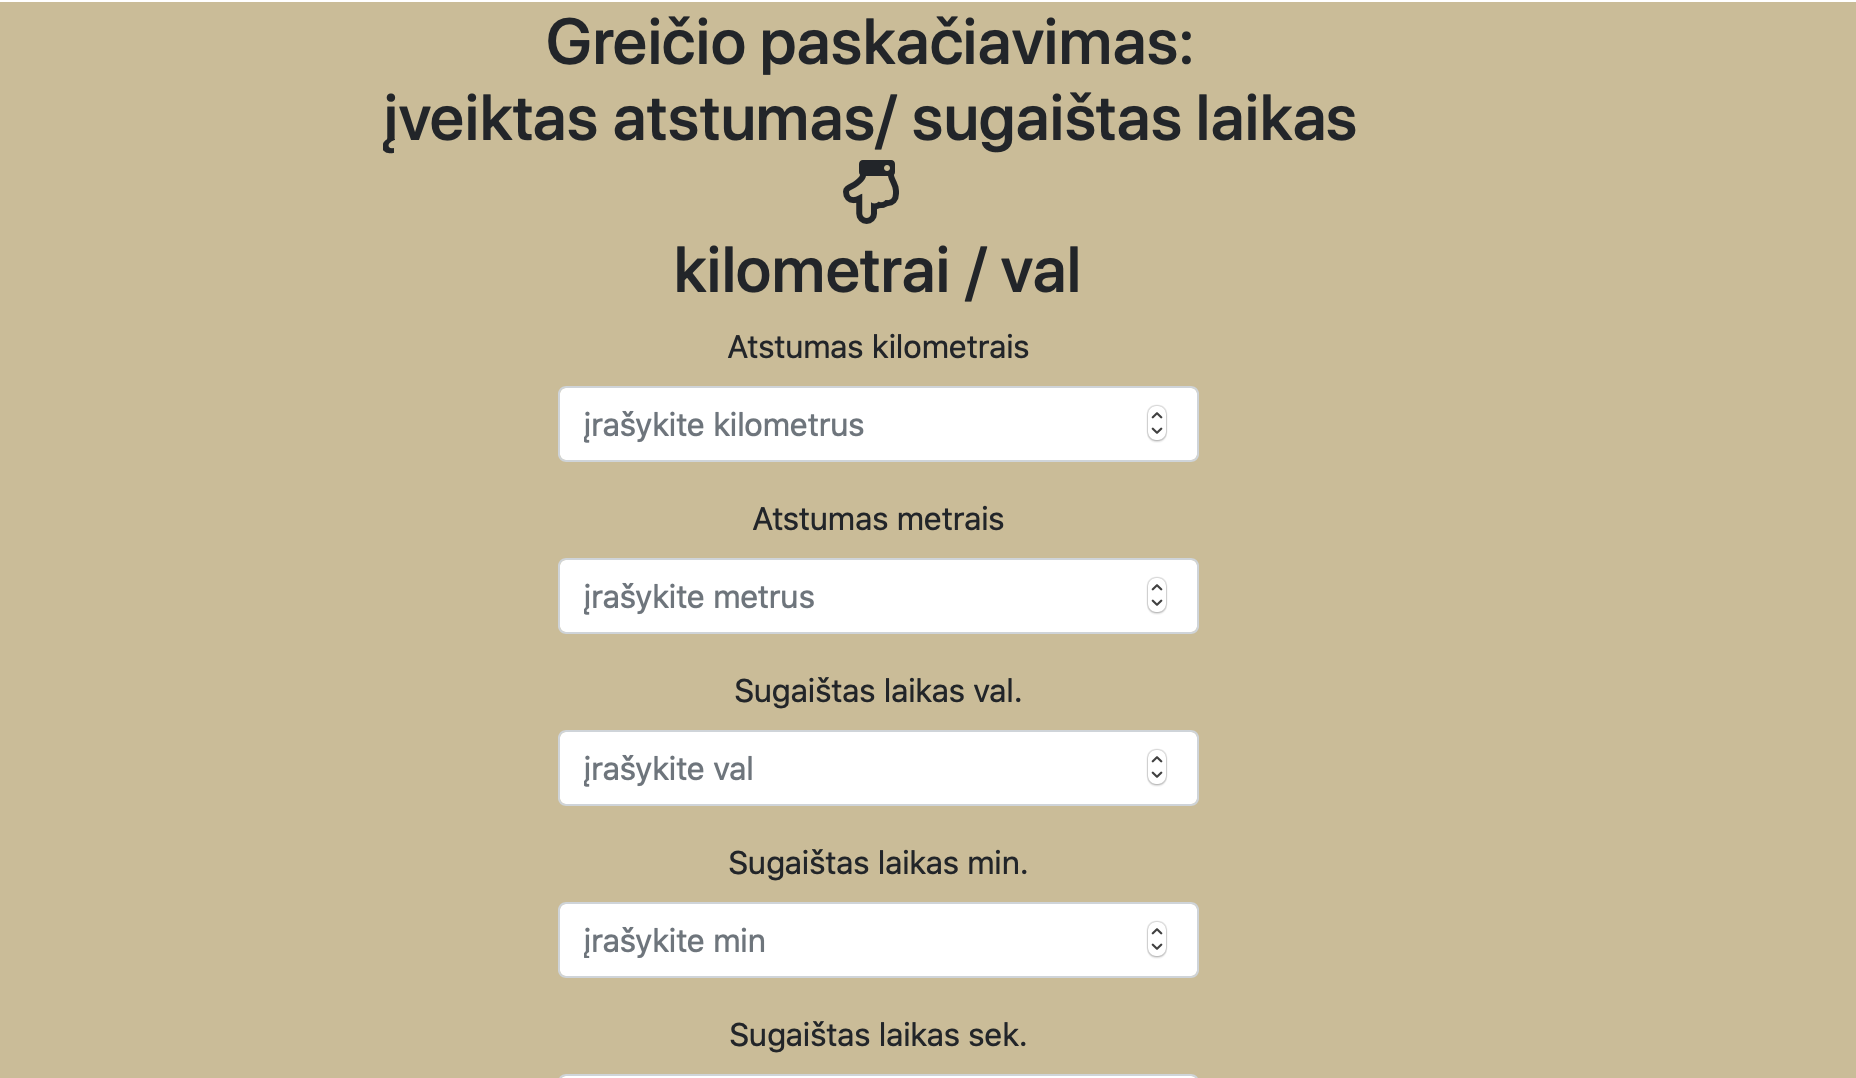 Greičio paskačiavimas:
įveiktas atstumas/ sugaištas laikas
kilometrai / val
Atstumas kilometrais
įrašykite kilometrus
Atstumas metrais
įrašykite metrus
Sugaištas laikas val.
įrašykite val
Sugaištas laikas min.
įrašykite min
Sugaištas laikas sek.